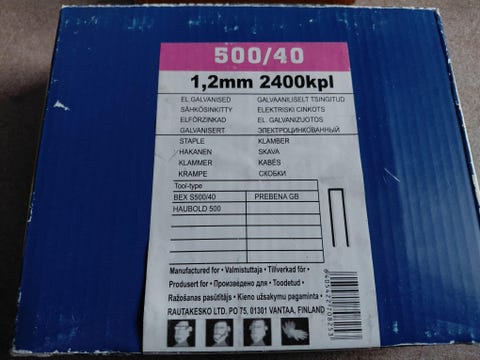 500/40
1,2mm 2400kpl
EL.GALVANISED GALVAANILISELT TSINGITUD
SÄHKÖSINKITTY ELEKTRISKI CINKOTS
ELFÖRZINKAD EL. GALVANIZUOTOS
GALVANISERT ЭЛЕКТРОЦИНКОВАННЫЙ
STAPLE KLAMBER
HAKANEN SKAVA
KLAMMER KABĖS
KRAMPE СКОБКИ
Tool-type
BEX S500/40 PREBENA GB
HAUBOLD 500
Manufactured for • Valmistuttaja • Tillverkad för •
Produsert for • Произведено для • Toodetud •
Ražošanas pasūtītājs • Kieno užsakymu pagaminta •
RAUTAKESKO LTD. PO 75, 01301 VANTAA, FINLAND